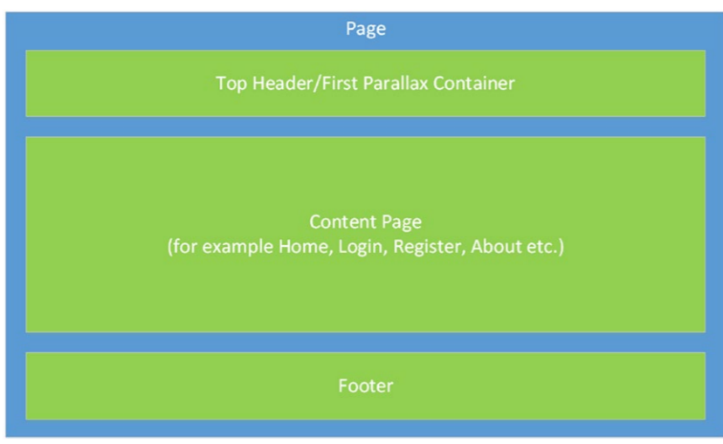 Page
Top Header/First Parallax Container
Content Page
(for example Home, Login, Register, About etc.)
Footer